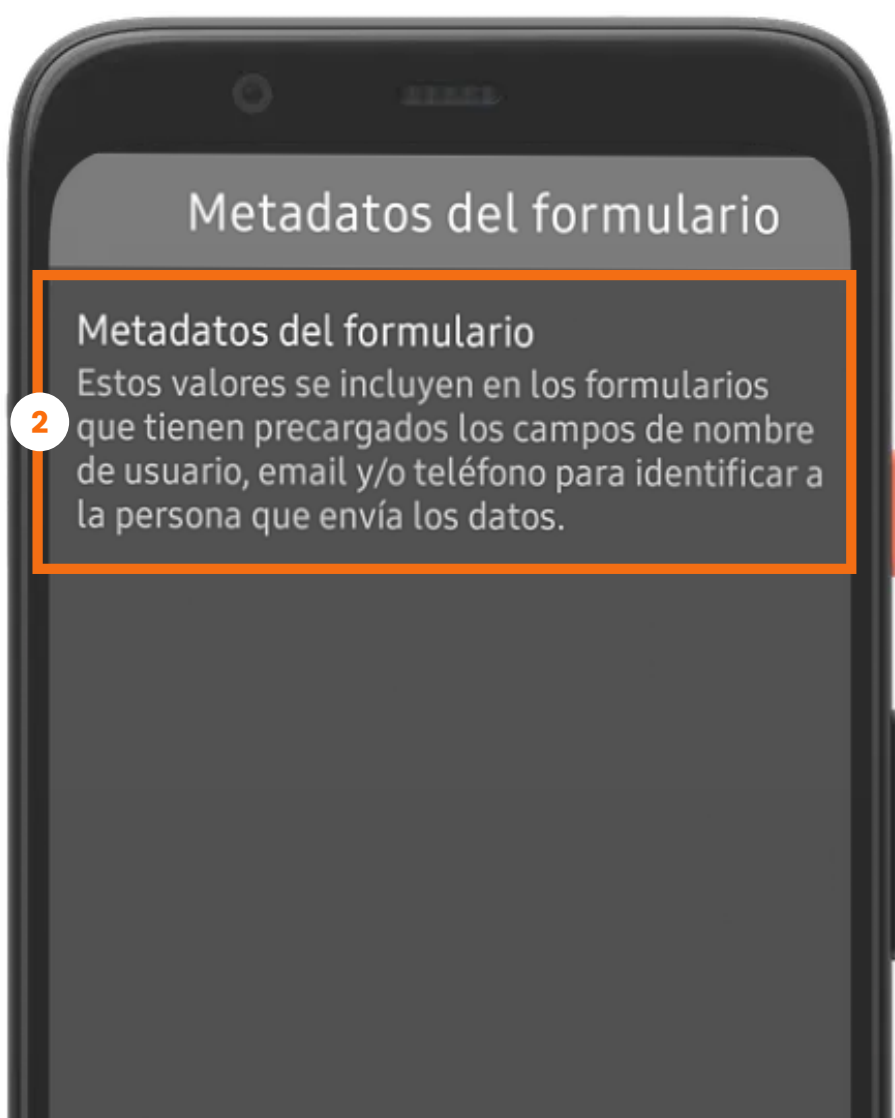 Metadatos del formulario
Metadatos del formulario
Estos valores se incluyen en los formularios
que tienen precargados los campos de nombre
de usuario, email y/o teléfono para identificar a
la persona que envía los datos.
2